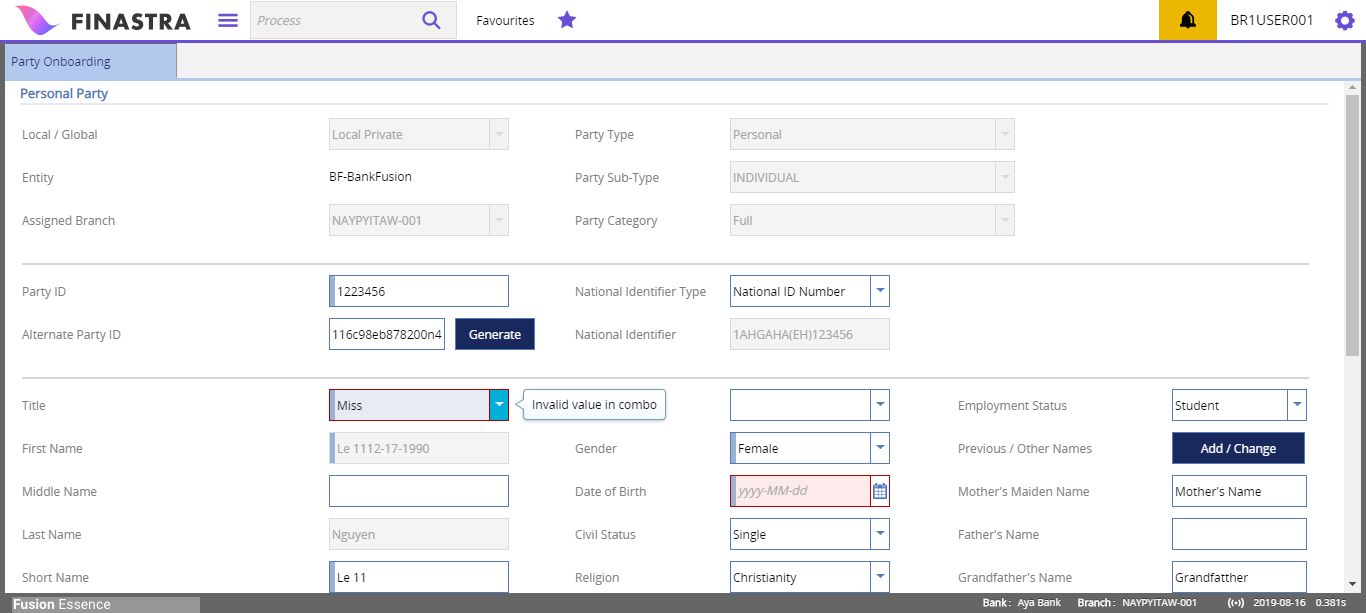 FINASTRA Process Favourites BR1USER001
Party Onboarding
Personal Party
Local / Global Local Private Party Type Personal
Entity BF-BankFusion Party Sub-Type INDIVIDUAL
Assigned Branch NAYPYITAW-001 Party Category Full
Party ID 1223456 National Identifier Type National ID Number
Alternate Party ID 116c98eb878200n4 Generate National Identifier 1AHGAHA(EH)123456
Title Miss Invalid value in combo Employment Status Student
First Name Le 1112-17-1990 Gender Female Previous / Other Names Add / Change
Middle Name Date of Birth yyyy-MM-dd Mother's Maiden Name Mother's Name
Last Name Nguyen Civil Status Single Father's Name
Short Name Le 11 Religion Christianity Grandfather's Name Grandfatther
Fusion Essence Bank : Aya Bank Branch : NAYPYITAW-001 2019-08-16 0.381s